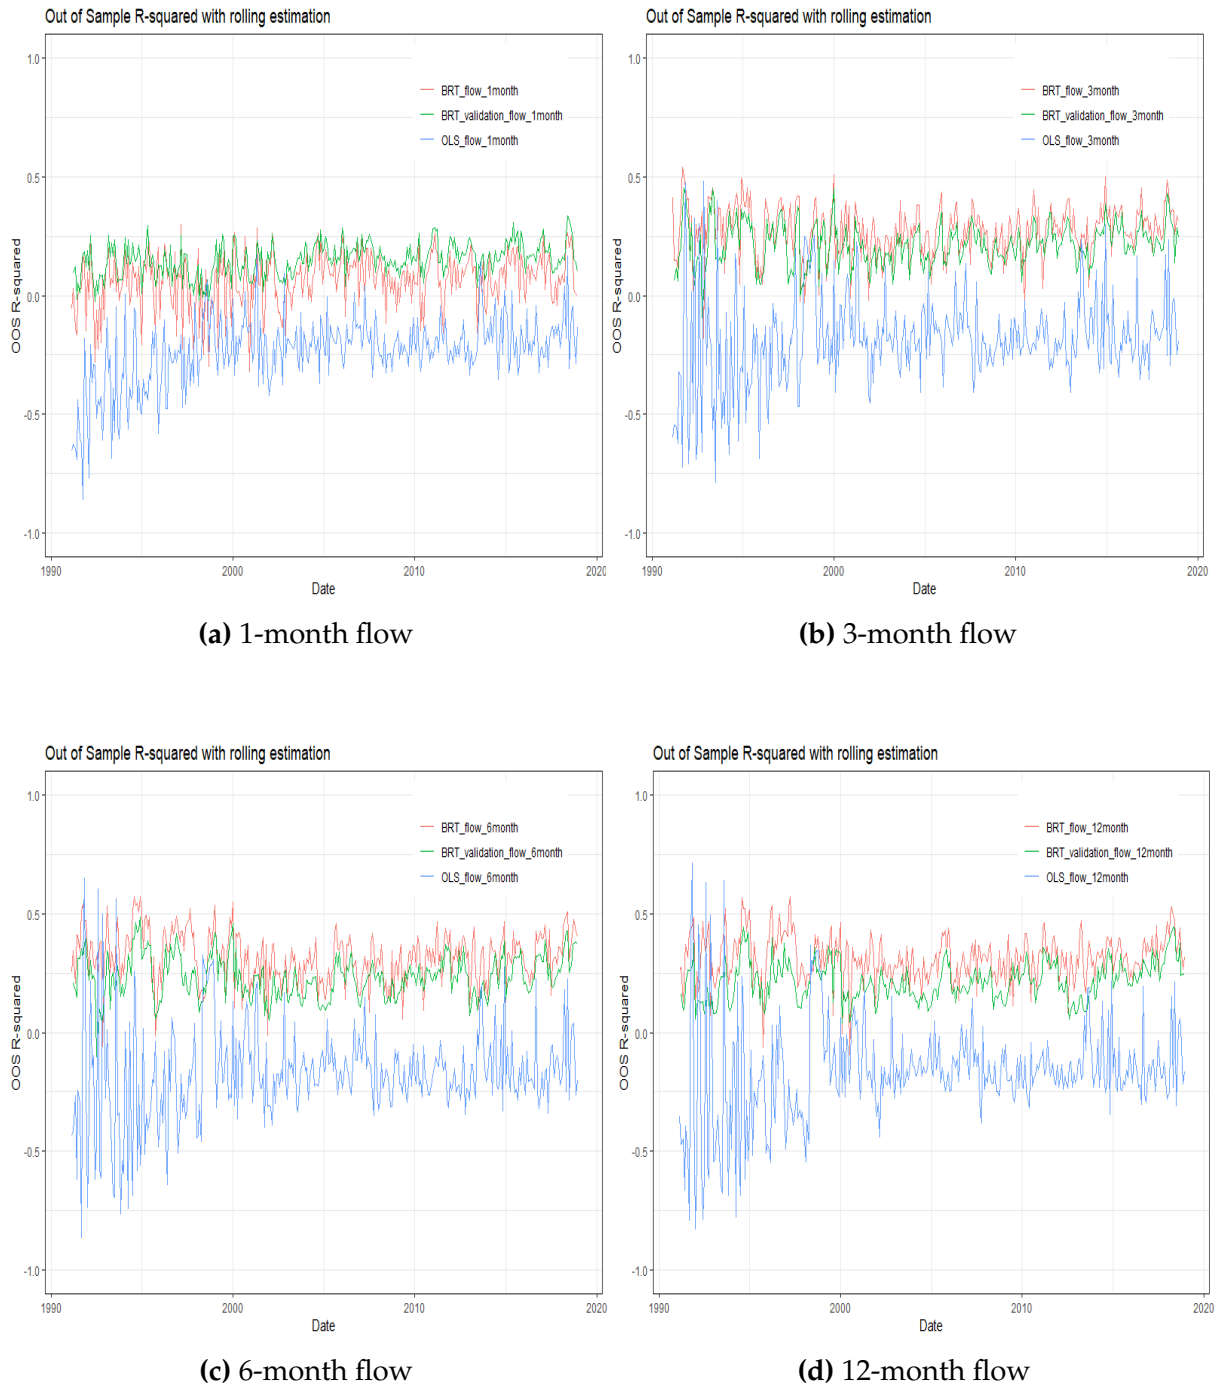 Out of Sample R-squared with rolling estimation
1.0
0.5
0.0
-0.5
-1.0
OOS R-squared
BRT_flow_1month
BRT_validation_flow_1month
OLS_flow_1month
1990 2000 2010 2020
Date
(a) 1-month flow
Out of Sample R-squared with rolling estimation
1.0
0.5
0.0
-0.5
-1.0
OOS R-squared
BRT_flow_3month
BRT_validation_flow_3month
OLS_flow_3month
1990 2000 2010 2020
Date
(b) 3-month flow
Out of Sample R-squared with rolling estimation
1.0
0.5
0.0
-0.5
-1.0
OOS R-squared
BRT_flow_6month
BRT_validation_flow_6month
OLS_flow_6month
1990 2000 2010 2020
Date
(c) 6-month flow
Out of Sample R-squared with rolling estimation
1.0
0.5
0.0
-0.5
-1.0
OOS R-squared
BRT_flow_12month
BRT_validation_flow_12month
OLS_flow_12month
1990 2000 2010 2020
Date
(d) 12-month flow